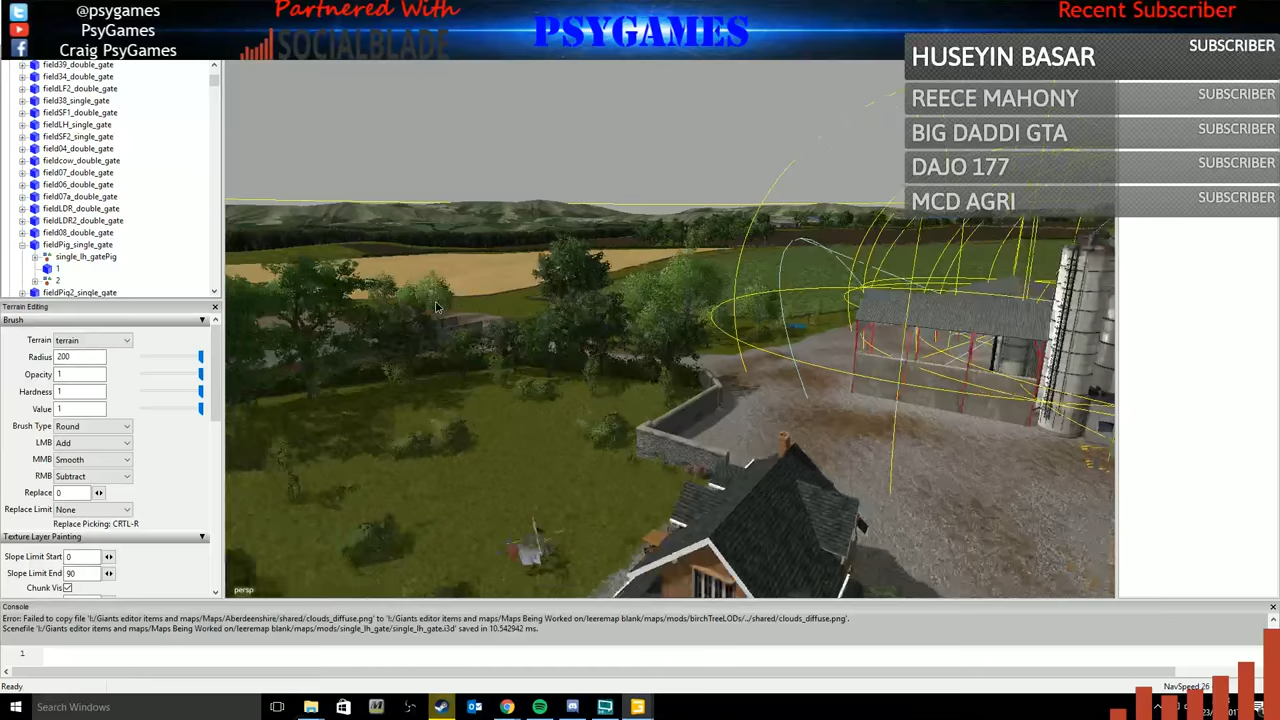 @psygames
PsyGames
Craig PsyGames
Partnered With
SOCIALBLADE
PSYGAMES
Recent Subscriber
HUSEYIN BASAR SUBSCRIBER
REECE MAHONY SUBSCRIBER
BIG DADDI GTA SUBSCRIBER
DAJO 177 SUBSCRIBER
MCD AGRI SUBSCRIBER
field39_double_gate
field34_double_gate
fieldLF2_double_gate
field38_single_gate
fieldSF1_double_gate
fieldLH_single_gate
fieldSF2_single_gate
field04_double_gate
fieldcow_double_gate
field07_double_gate
field06_double_gate
field07a_double_gate
fieldLDR_double_gate
fieldLDR2_double_gate
field08_double_gate
fieldPig_single_gate
single_lh_gatePig
1
2
fieldPig2_single_gate
Terrain Editing
Brush
Terrain terrain
Radius 200
Opacity 1
Hardness 1
Value 1
Brush Type Round
LMB Add
MMB Smooth
RMB Subtract
Replace 0
Replace Limit None
Replace Picking: CRTL-R
Texture Layer Painting
Slope Limit Start 0
Slope Limit End 90
Chunk Vis
persp
Console
Error: Failed to copy file 'I:/Giants editor items and maps/Maps/Aberdeenshire/shared/clouds_diffuse.png' to 'I:/Giants editor items and maps/Maps Being Worked on/leeremap blank/maps/mods/birchTreeLODs/../shared/clouds_diffuse.png'.
Scenefile 'I:/Giants editor items and maps/Maps Being Worked on/leeremap blank/maps/mods/single_lh_gate/single_lh_gate.i3d' saved in 10.542942 ms.
1
Ready
NavSpeed 26
Search Windows